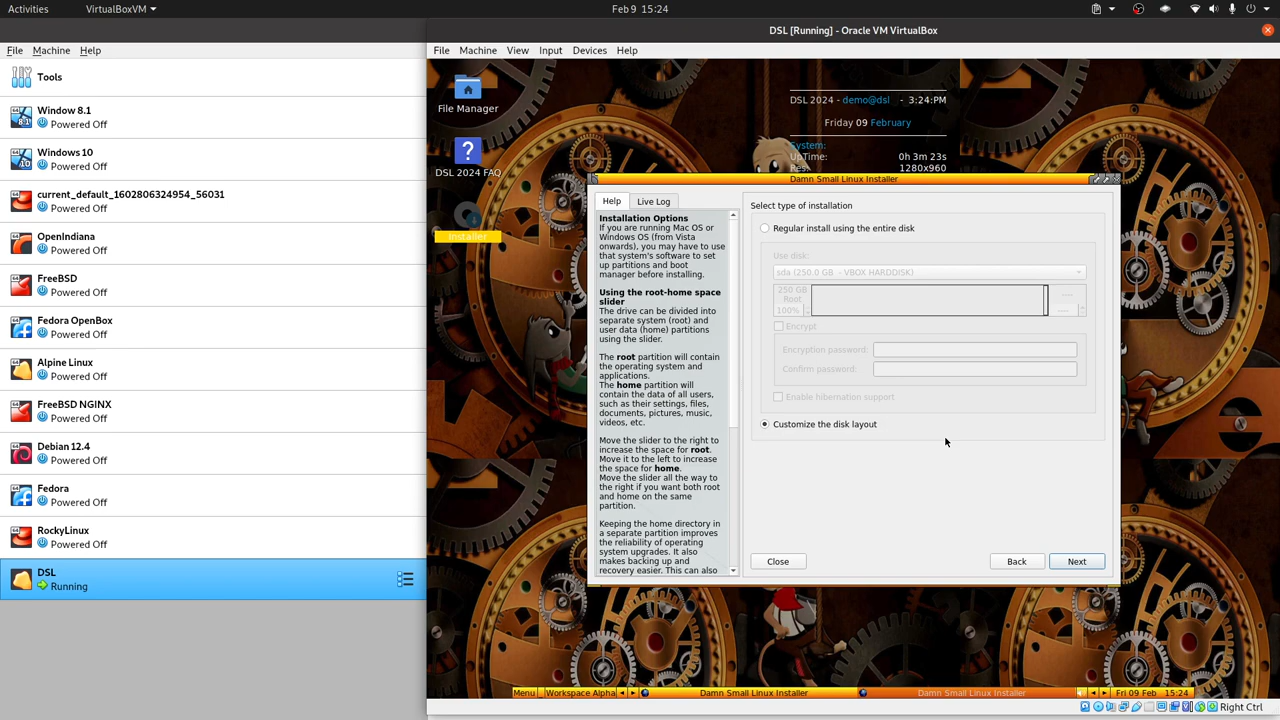 Activities
VirtualBoxVM
Feb 9 15:24
File Machine Help
Tools
Window 8.1
Powered Off
Windows 10
Powered Off
current_default_1602806324954_56031
Powered Off
OpenIndiana
Powered Off
FreeBSD
Powered Off
Fedora OpenBox
Powered Off
Alpine Linux
Powered Off
FreeBSD NGINX
Powered Off
Debian 12.4
Powered Off
Fedora
Powered Off
RockyLinux
Powered Off
DSL
Running
DSL [Running] - Oracle VM VirtualBox
File Machine View Input Devices Help
File Manager
DSL 2024 FAQ
Installer
DSL 2024 - demo@dsl - 3:24:PM
Friday 09 February
System:
UpTime: 0h 3m 23s
Res: 1280x960
Damn Small Linux Installer
Help
Live Log
Installation Options
If you are running Mac OS or
Windows OS (from Vista
onwards), you may have to use
that system's software to set
up partitions and boot
manager before installing.
Using the root-home space
slider
The drive can be divided into
separate system (root) and
user data (home) partitions
using the slider.
The root partition will contain
the operating system and
applications.
The home partition will
contain the data of all users,
such as their settings, files,
documents, pictures, music,
videos, etc.
Move the slider to the right to
increase the space for root.
Move it to the left to increase
the space for home.
Move the slider all the way to
the right if you want both root
and home on the same
partition.
Keeping the home directory in
a separate partition improves
the reliability of operating
system upgrades. It also
makes backing up and
recovery easier. This can also
Select type of installation
Regular install using the entire disk
Use disk:
sda (250.0 GB - VBOX HARDDISK)
250 GB
Root
100%
----
----
Encrypt
Encryption password:
Confirm password:
Enable hibernation support
Customize the disk layout
Close
Back
Next
Menu
Workspace Alpha
Damn Small Linux Installer
Damn Small Linux Installer
Fri 09 Feb 15:24
Right Ctrl